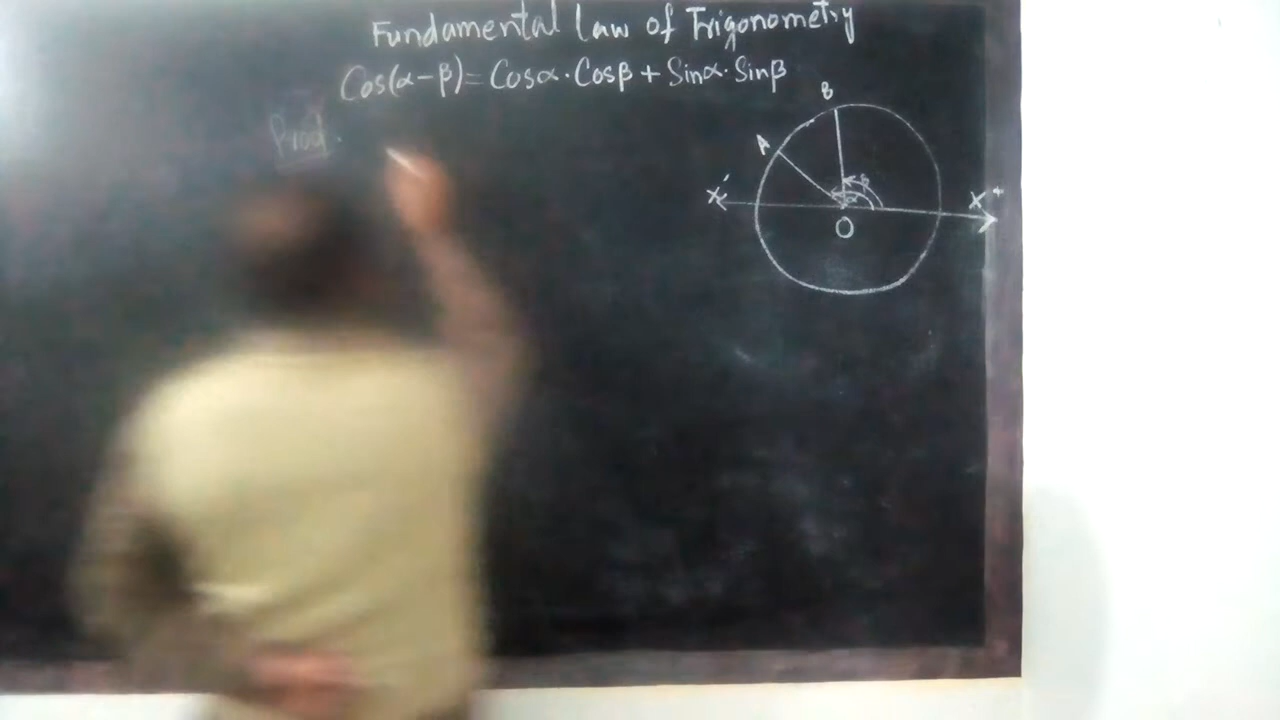 Fundamental Law of Trigonometry
Cos(α-β)= Cosα·Cosβ + Sinα·Sinβ
Proof.
B
A
X'
X
O